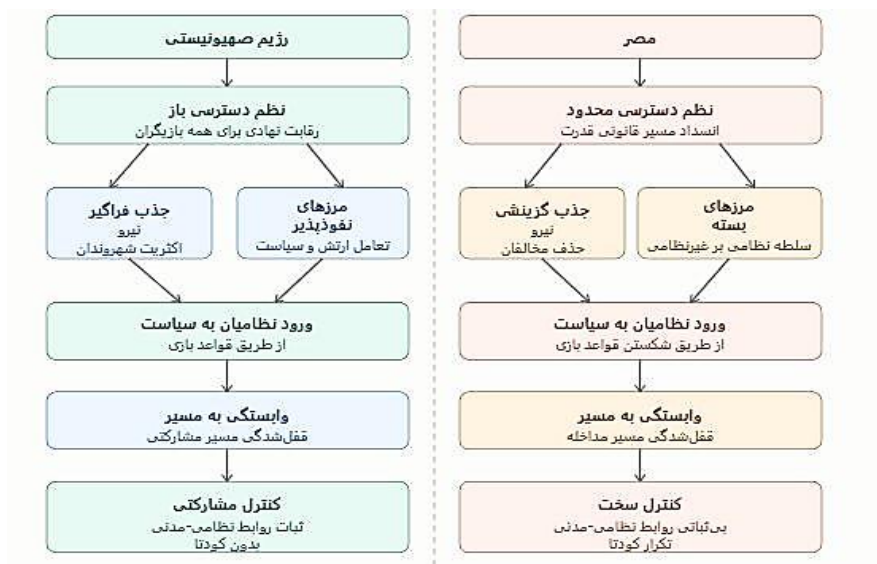 مصر
نظم دسترسی محدود
انسداد مسیر قانونی قدرت
مرزهای
بسته
سلطه نظامی بر غیرنظامی
جذب گزینشی
نیرو
حذف مخالفان
ورود نظامیان به سیاست
از طریق شکستن قواعد بازی
وابستگی به مسیر
قفل‌شدگی مسیر مداخله
کنترل سخت
بی‌ثباتی روابط نظامی-مدنی
تکرار کودتا
رژیم صهیونیستی
نظم دسترسی باز
رقابت نهادی برای همه بازیگران
مرزهای
نفوذپذیر
تعامل ارتش و سیاست
جذب فراگیر
نیرو
اکثریت شهروندان
ورود نظامیان به سیاست
از طریق قواعد بازی
وابستگی به مسیر
قفل‌شدگی مسیر مشارکتی
کنترل مشارکتی
ثبات روابط نظامی-مدنی
بدون کودتا